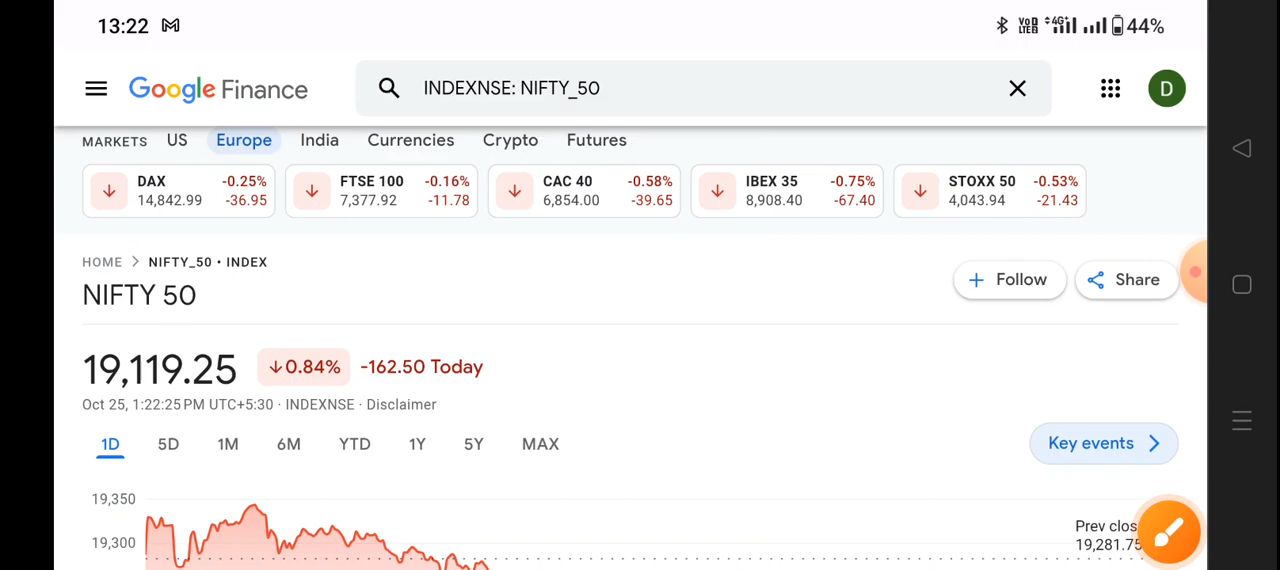 13:22 44%
Google Finance INDEXNSE: NIFTY_50 D
MARKETS US Europe India Currencies Crypto Futures
DAX -0.25% FTSE 100 -0.16% CAC 40 -0.58% IBEX 35 -0.75% STOXX 50 -0.53%
14,842.99 -36.95 7,377.92 -11.78 6,854.00 -39.65 8,908.40 -67.40 4,043.94 -21.43
HOME > NIFTY_50 • INDEX
NIFTY 50 + Follow Share
19,119.25 ↓0.84% -162.50 Today
Oct 25, 1:22:25 PM UTC+5:30 · INDEXNSE · Disclaimer
1D 5D 1M 6M YTD 1Y 5Y MAX Key events >
19,350
Prev clos
19,300 19,281.75